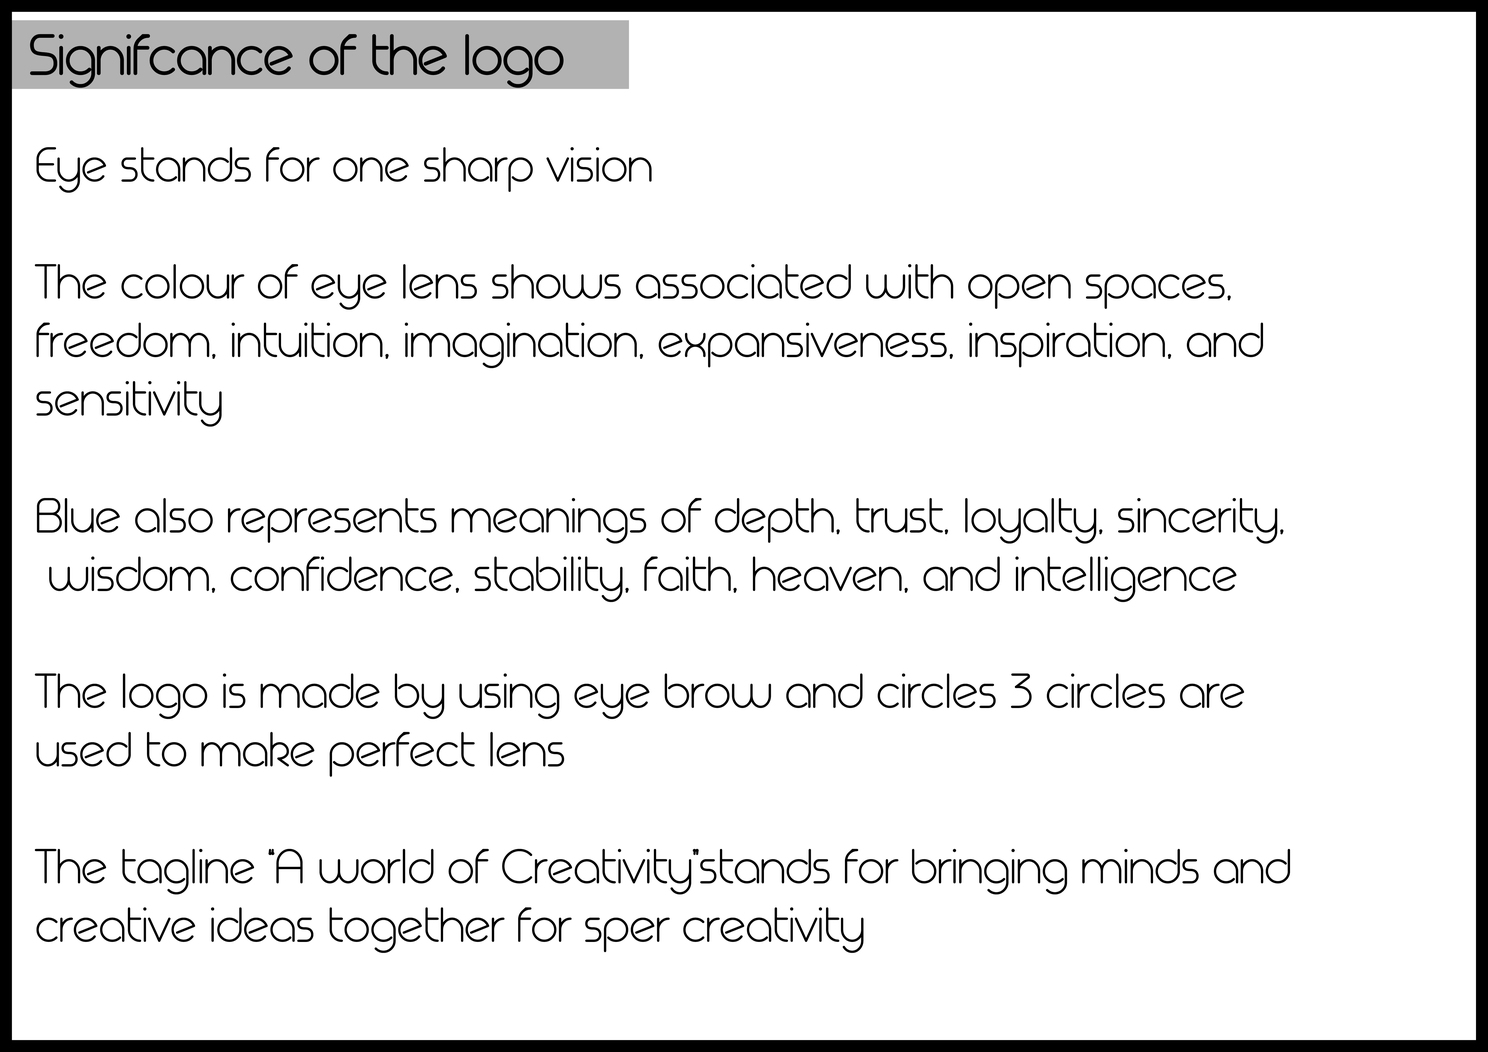 Signifcance of the logo
Eye stands for one sharp vision
The colour of eye lens shows associated with open spaces,
freedom, intuition, imagination, expansiveness, inspiration, and
sensitivity
Blue also represents meanings of depth, trust, loyalty, sincerity,
wisdom, confidence, stability, faith, heaven, and intelligence
The logo is made by using eye brow and circles 3 circles are
used to make perfect lens
The tagline "A world of Creativity"stands for bringing minds and
creative ideas together for sper creativity